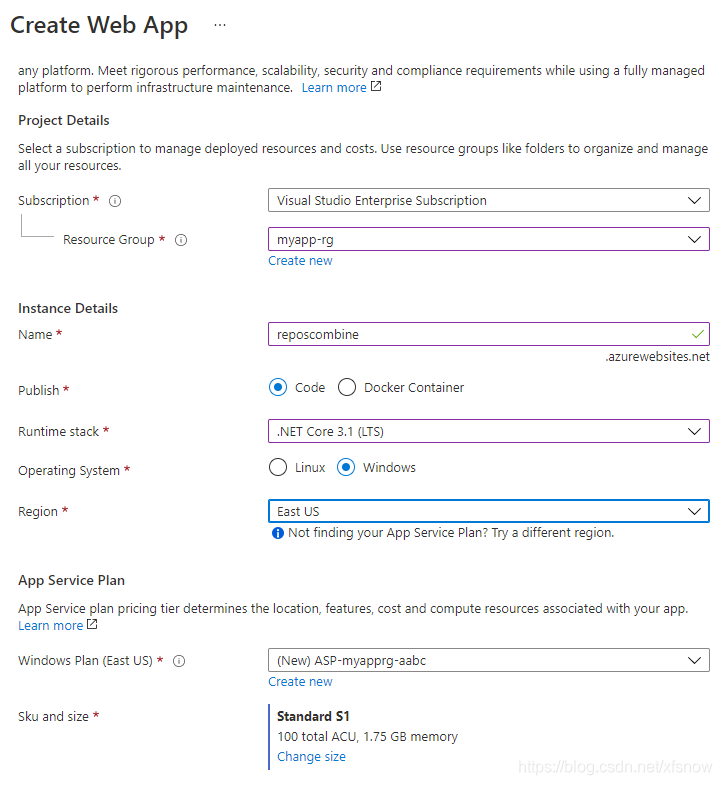 Create Web App ...
any platform. Meet rigorous performance, scalability, security and compliance requirements while using a fully managed
platform to perform infrastructure maintenance. Learn more
Project Details
Select a subscription to manage deployed resources and costs. Use resource groups like folders to organize and manage
all your resources.
Subscription * Visual Studio Enterprise Subscription
Resource Group * myapp-rg
Create new
Instance Details
Name * reposcombine
.azurewebsites.net
Publish * Code Docker Container
Runtime stack * .NET Core 3.1 (LTS)
Operating System * Linux Windows
Region * East US
Not finding your App Service Plan? Try a different region.
App Service Plan
App Service plan pricing tier determines the location, features, cost and compute resources associated with your app.
Learn more
Windows Plan (East US) * (New) ASP-myapprg-aabc
Create new
Sku and size * Standard S1
100 total ACU, 1.75 GB memory
Change size
https://blog.csdn.net/xfsnow